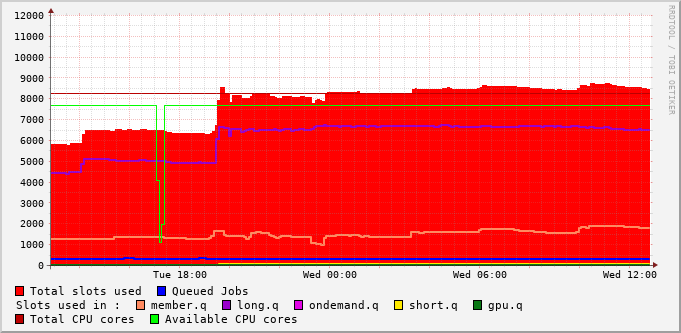 12000
11000
10000
9000
8000
7000
6000
5000
4000
3000
2000
1000
0
Tue 18:00 Wed 00:00 Wed 06:00 Wed 12:00
Total slots used Queued Jobs
Slots used in : member.q long.q ondemand.q short.q gpu.q
Total CPU cores Available CPU cores
RRDTOOL / TOBI OETIKER